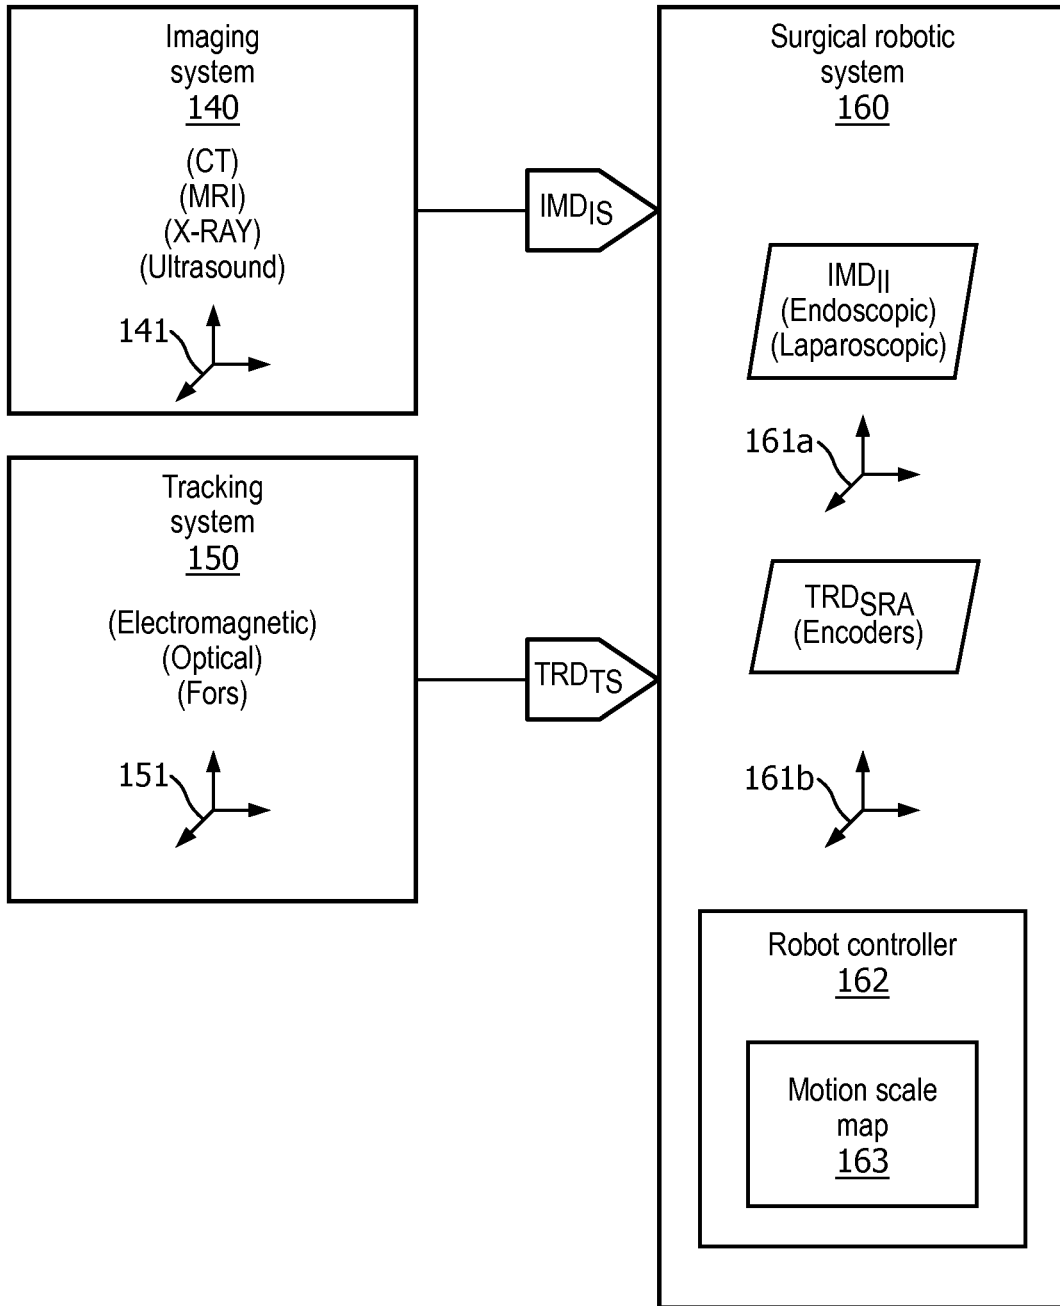 Imaging
system
140
(CT)
(MRI)
(X-RAY)
(Ultrasound)
141
IMDIS
Tracking
system
150
(Electromagnetic)
(Optical)
(Fors)
151
TRDTS
Surgical robotic
system
160
IMDII
(Endoscopic)
(Laparoscopic)
161a
TRDSRA
(Encoders)
161b
Robot controller
162
Motion scale
map
163